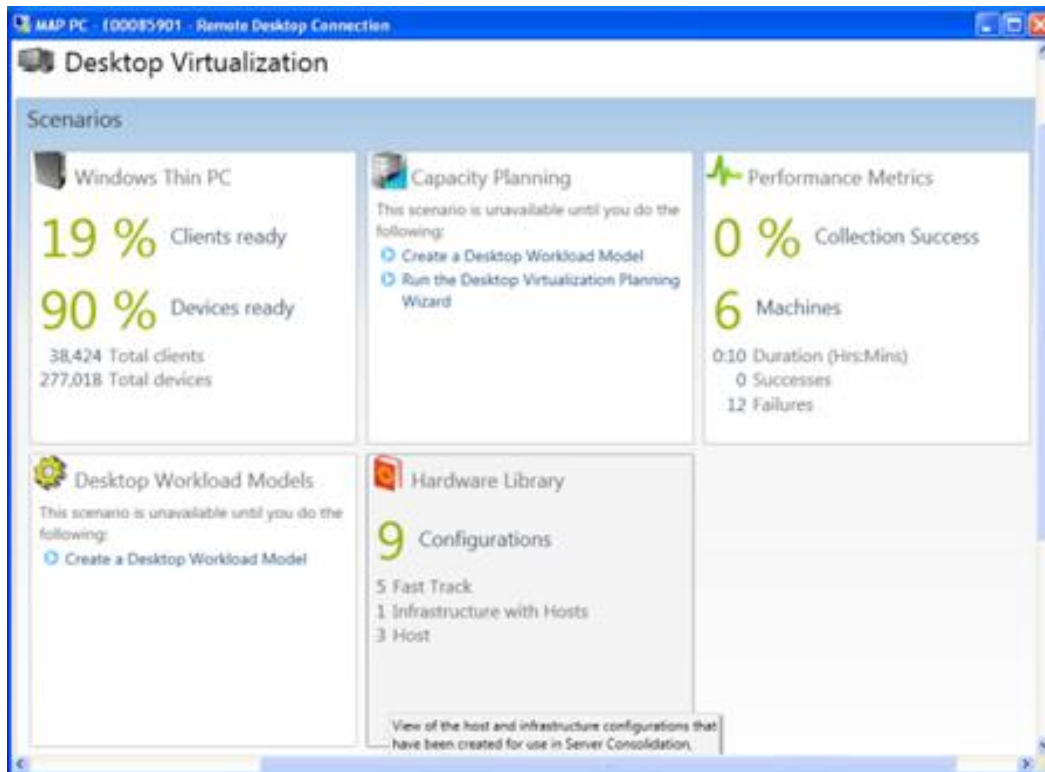 MAP PC - E00085901 - Remote Desktop Connection
Desktop Virtualization
Scenarios
Windows Thin PC
19 % Clients ready
90 % Devices ready
38,424 Total clients
277,018 Total devices
Capacity Planning
This scenario is unavailable until you do the
following:
Create a Desktop Workload Model
Run the Desktop Virtualization Planning
Wizard
Performance Metrics
0 % Collection Success
6 Machines
0:10 Duration (Hrs:Mins)
0 Successes
12 Failures
Desktop Workload Models
This scenario is unavailable until you do the
following:
Create a Desktop Workload Model
Hardware Library
9 Configurations
5 Fast Track
1 Infrastructure with Hosts
3 Host
View of the host and infrastructure configurations that
have been created for use in Server Consolidation,